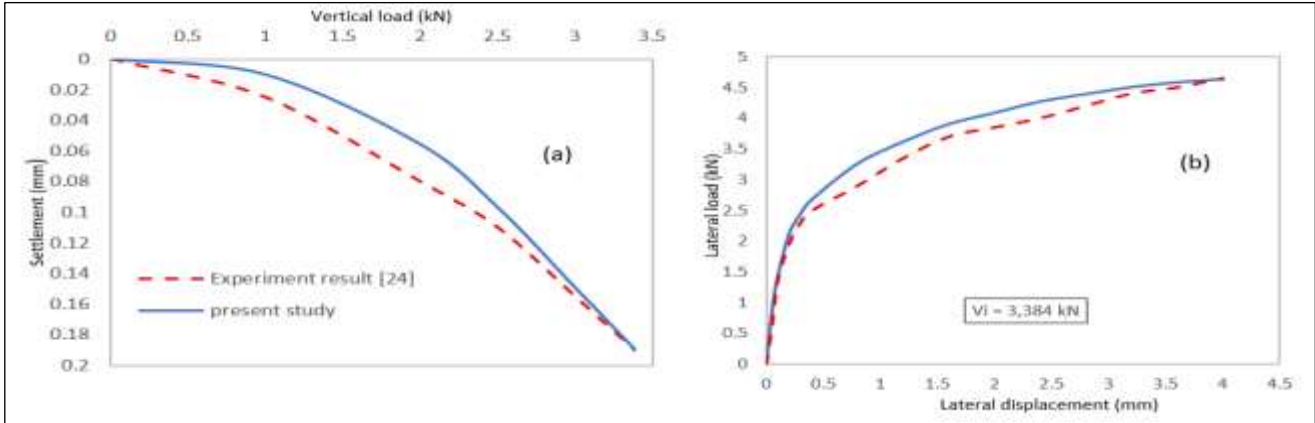 Vertical load (kN)
0 0.5 1 1.5 2 2.5 3 3.5
Settlement (mm)
0
0.02
0.04
0.06
0.08
0.1
0.12
0.14
0.16
0.18
0.2
(a)
Experiment result [24]
present study
Lateral load (kN)
5
4.5
4
3.5
3
2.5
2
1.5
1
0.5
0
(b)
Vi = 3,384 kN
0 0.5 1 1.5 2 2.5 3 3.5 4 4.5
Lateral displacement (mm)